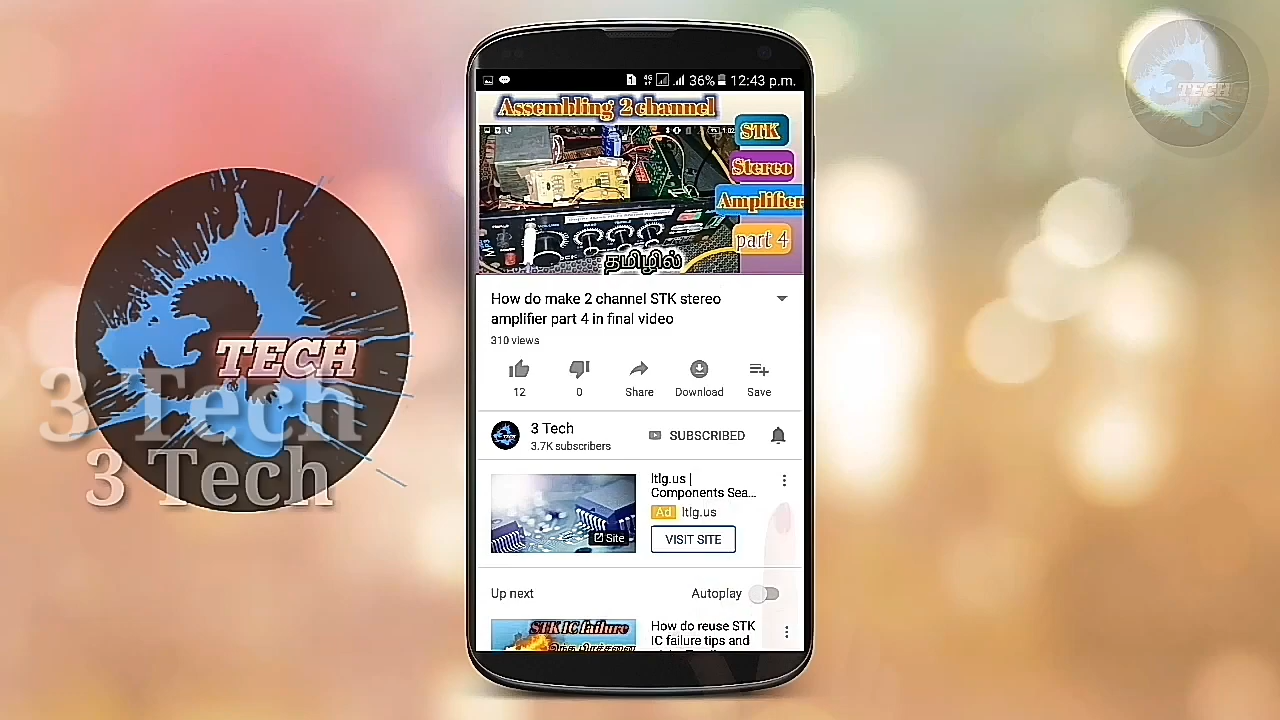 TECH
3 Tech
3 Tech
TECH
36% 12:43 p.m.
Assembling 2 channel
STK
Stereo
Amplifier
part 4
தமிழில்
How do make 2 channel STK stereo
amplifier part 4 in final video
310 views
12
0
Share
Download
Save
3 Tech
3.7K subscribers
SUBSCRIBED
ltlg.us |
Components Sea...
Ad ltlg.us
Site
VISIT SITE
Up next
Autoplay
STK IC failure
How do reuse STK
IC failure tips and